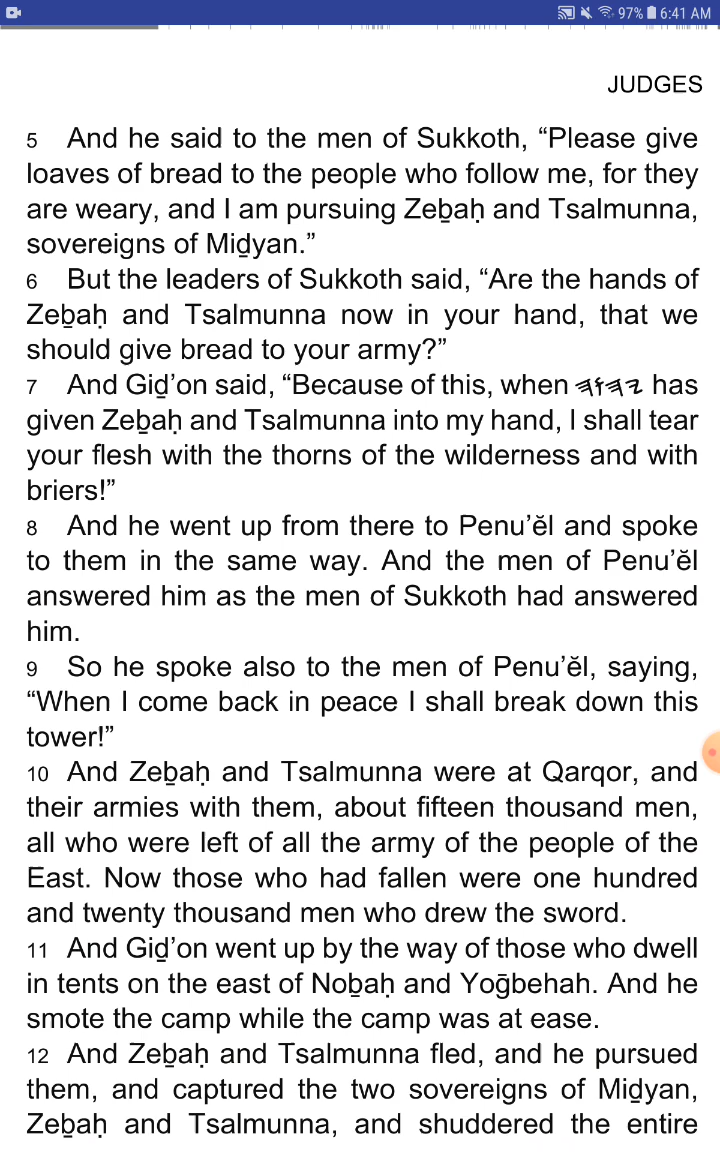 97% 6:41 AM
JUDGES
5 And he said to the men of Sukkoth, “Please give
loaves of bread to the people who follow me, for they
are weary, and I am pursuing Zeḇaḥ and Tsalmunna,
sovereigns of Miḏyan.”
6 But the leaders of Sukkoth said, “Are the hands of
Zeḇaḥ and Tsalmunna now in your hand, that we
should give bread to your army?”
7 And Giḏ’on said, “Because of this, when 𐤉𐤄𐤅𐤄 has
given Zeḇaḥ and Tsalmunna into my hand, I shall tear
your flesh with the thorns of the wilderness and with
briers!”
8 And he went up from there to Penu’ĕl and spoke
to them in the same way. And the men of Penu’ĕl
answered him as the men of Sukkoth had answered
him.
9 So he spoke also to the men of Penu’ĕl, saying,
“When I come back in peace I shall break down this
tower!”
10 And Zeḇaḥ and Tsalmunna were at Qarqor, and
their armies with them, about fifteen thousand men,
all who were left of all the army of the people of the
East. Now those who had fallen were one hundred
and twenty thousand men who drew the sword.
11 And Giḏ’on went up by the way of those who dwell
in tents on the east of Noḇaḥ and Yoḡbehah. And he
smote the camp while the camp was at ease.
12 And Zeḇaḥ and Tsalmunna fled, and he pursued
them, and captured the two sovereigns of Miḏyan,
Zeḇaḥ and Tsalmunna, and shuddered the entire